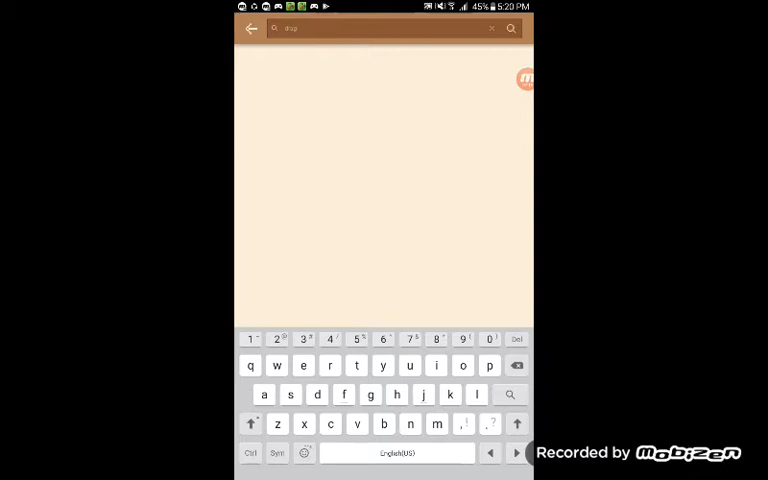 45% 5:20 PM
drag
1 2 3 4 5 6 7 8 9 0 Del
q w e r t y u i o p
a s d f g h j k l
z x c v b n m , ! . ?
Ctrl Sym English(US)
Recorded by mobizen